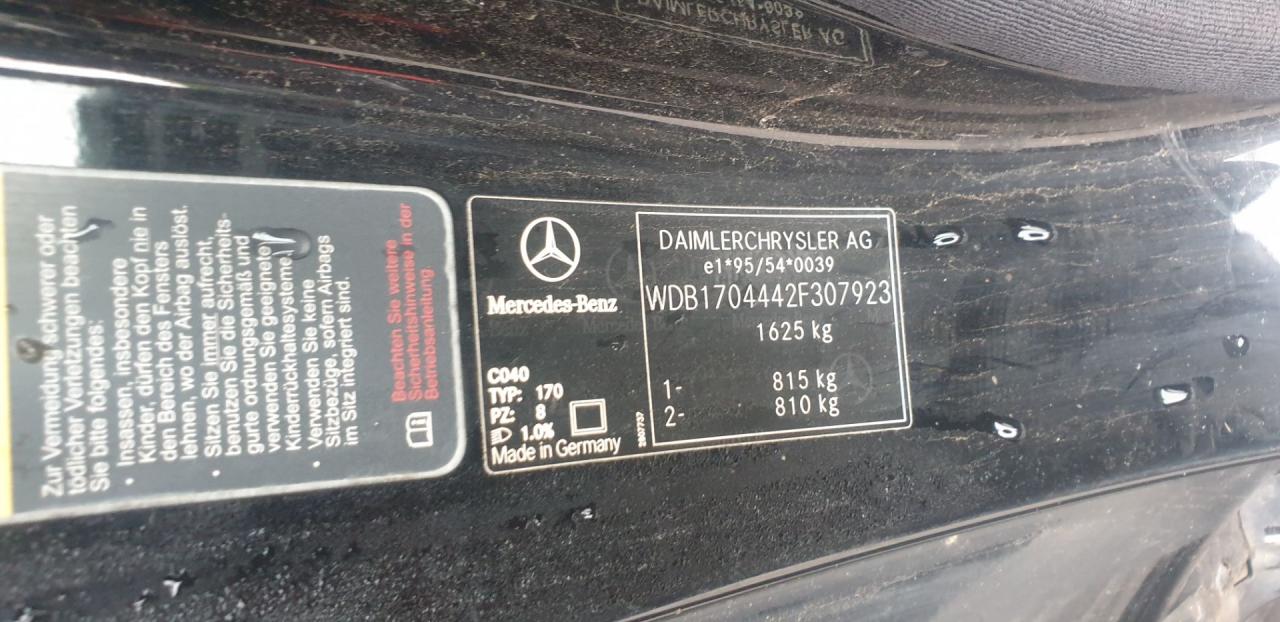 Zur Vermeidung schwerer oder
tödlicher Verletzungen beachten
Sie bitte folgendes:
· Insassen, insbesondere
Kinder, dürfen den Kopf nie in
den Bereich des Fensters
lehnen, wo der Airbag auslöst.
· Sitzen Sie immer aufrecht,
benutzen Sie die Sicherheits-
gurte ordnungsgemäß und
verwenden Sie geeignete
Kinderrückhaltesysteme.
· Verwenden Sie keine
Sitzbezüge, sofern Airbags
im Sitz integriert sind.
Beachten Sie weitere
Sicherheitshinweise in der
Betriebsanleitung.
Mercedes-Benz
C040
TYP: 170
PZ: 8
1.0%
Made in Germany
DAIMLERCHRYSLER AG
e1*95/54*0039
WDB1704442F307923
1625 kg
1- 815 kg
2- 810 kg
DAIMLERCHRYSLER AG